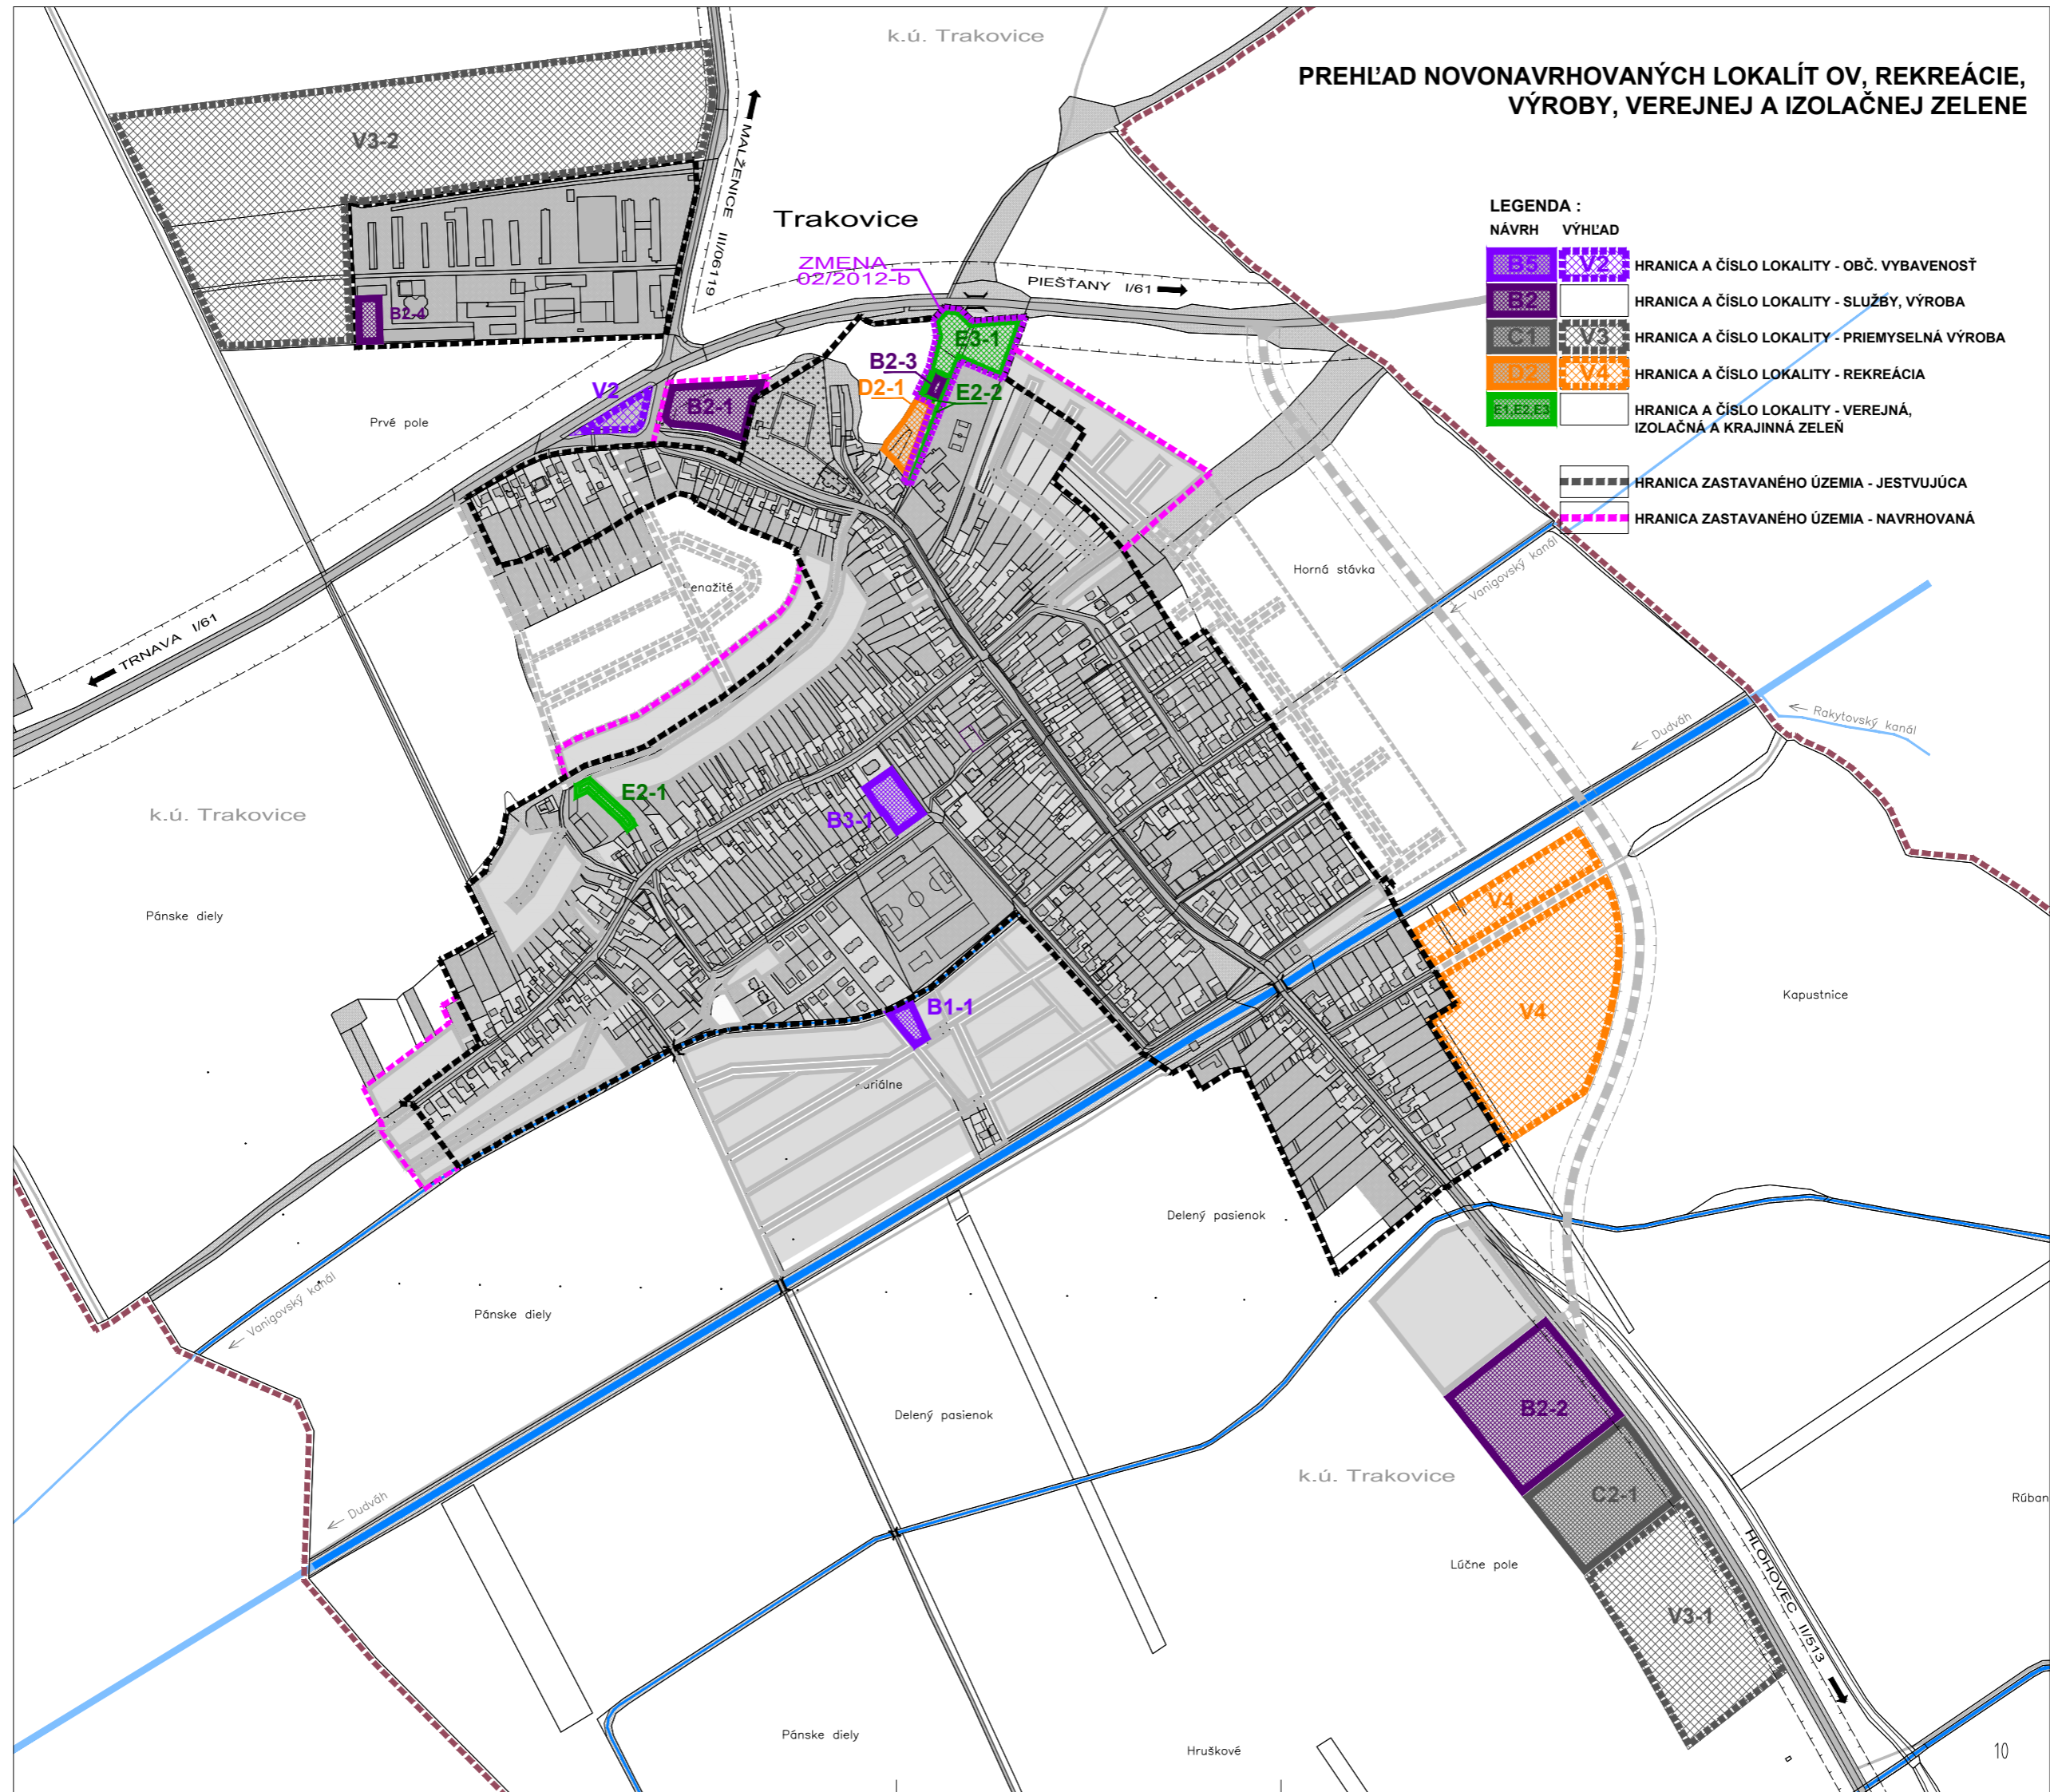 k.ú. Trakovice
PREHĽAD NOVONAVRHOVANÝCH LOKALÍT OV, REKREÁCIE,
VÝROBY, VEREJNEJ A IZOLAČNEJ ZELENE
V3-2
MALŽENICE III/06119
Trakovice
LEGENDA :
NÁVRH VÝHĽAD
B5 V2 HRANICA A ČÍSLO LOKALITY - OBČ. VYBAVENOSŤ
B2 HRANICA A ČÍSLO LOKALITY - SLUŽBY, VÝROBA
C1 V3 HRANICA A ČÍSLO LOKALITY - PRIEMYSELNÁ VÝROBA
D2 V4 HRANICA A ČÍSLO LOKALITY - REKREÁCIA
E1,E2,E3 HRANICA A ČÍSLO LOKALITY - VEREJNÁ,
IZOLAČNÁ A KRAJINNÁ ZELEŇ
HRANICA ZASTAVANÉHO ÚZEMIA - JESTVUJÚCA
HRANICA ZASTAVANÉHO ÚZEMIA - NAVRHOVANÁ
ZMENA
02/2012-b
PIEŠŤANY I/61
B2-4
E3-1
B2-3
D2-1
E2-2
V2
B2-1
Prvé pole
Horná stávka
Vanigovský kanál
enažité
TRNAVA I/61
Dudváh
Rakytovský kanál
k.ú. Trakovice
E2-1
B3-1
Pánske diely
V4
V4
Kapustnice
B1-1
uriálne
Delený pasienok
Vanigovský kanál
Pánske diely
B2-2
Delený pasienok
k.ú. Trakovice
C2-1
Dudváh
Rúban
Lúčne pole
HLOHOVEC II/513
V3-1
Pánske diely
Hruškové
10